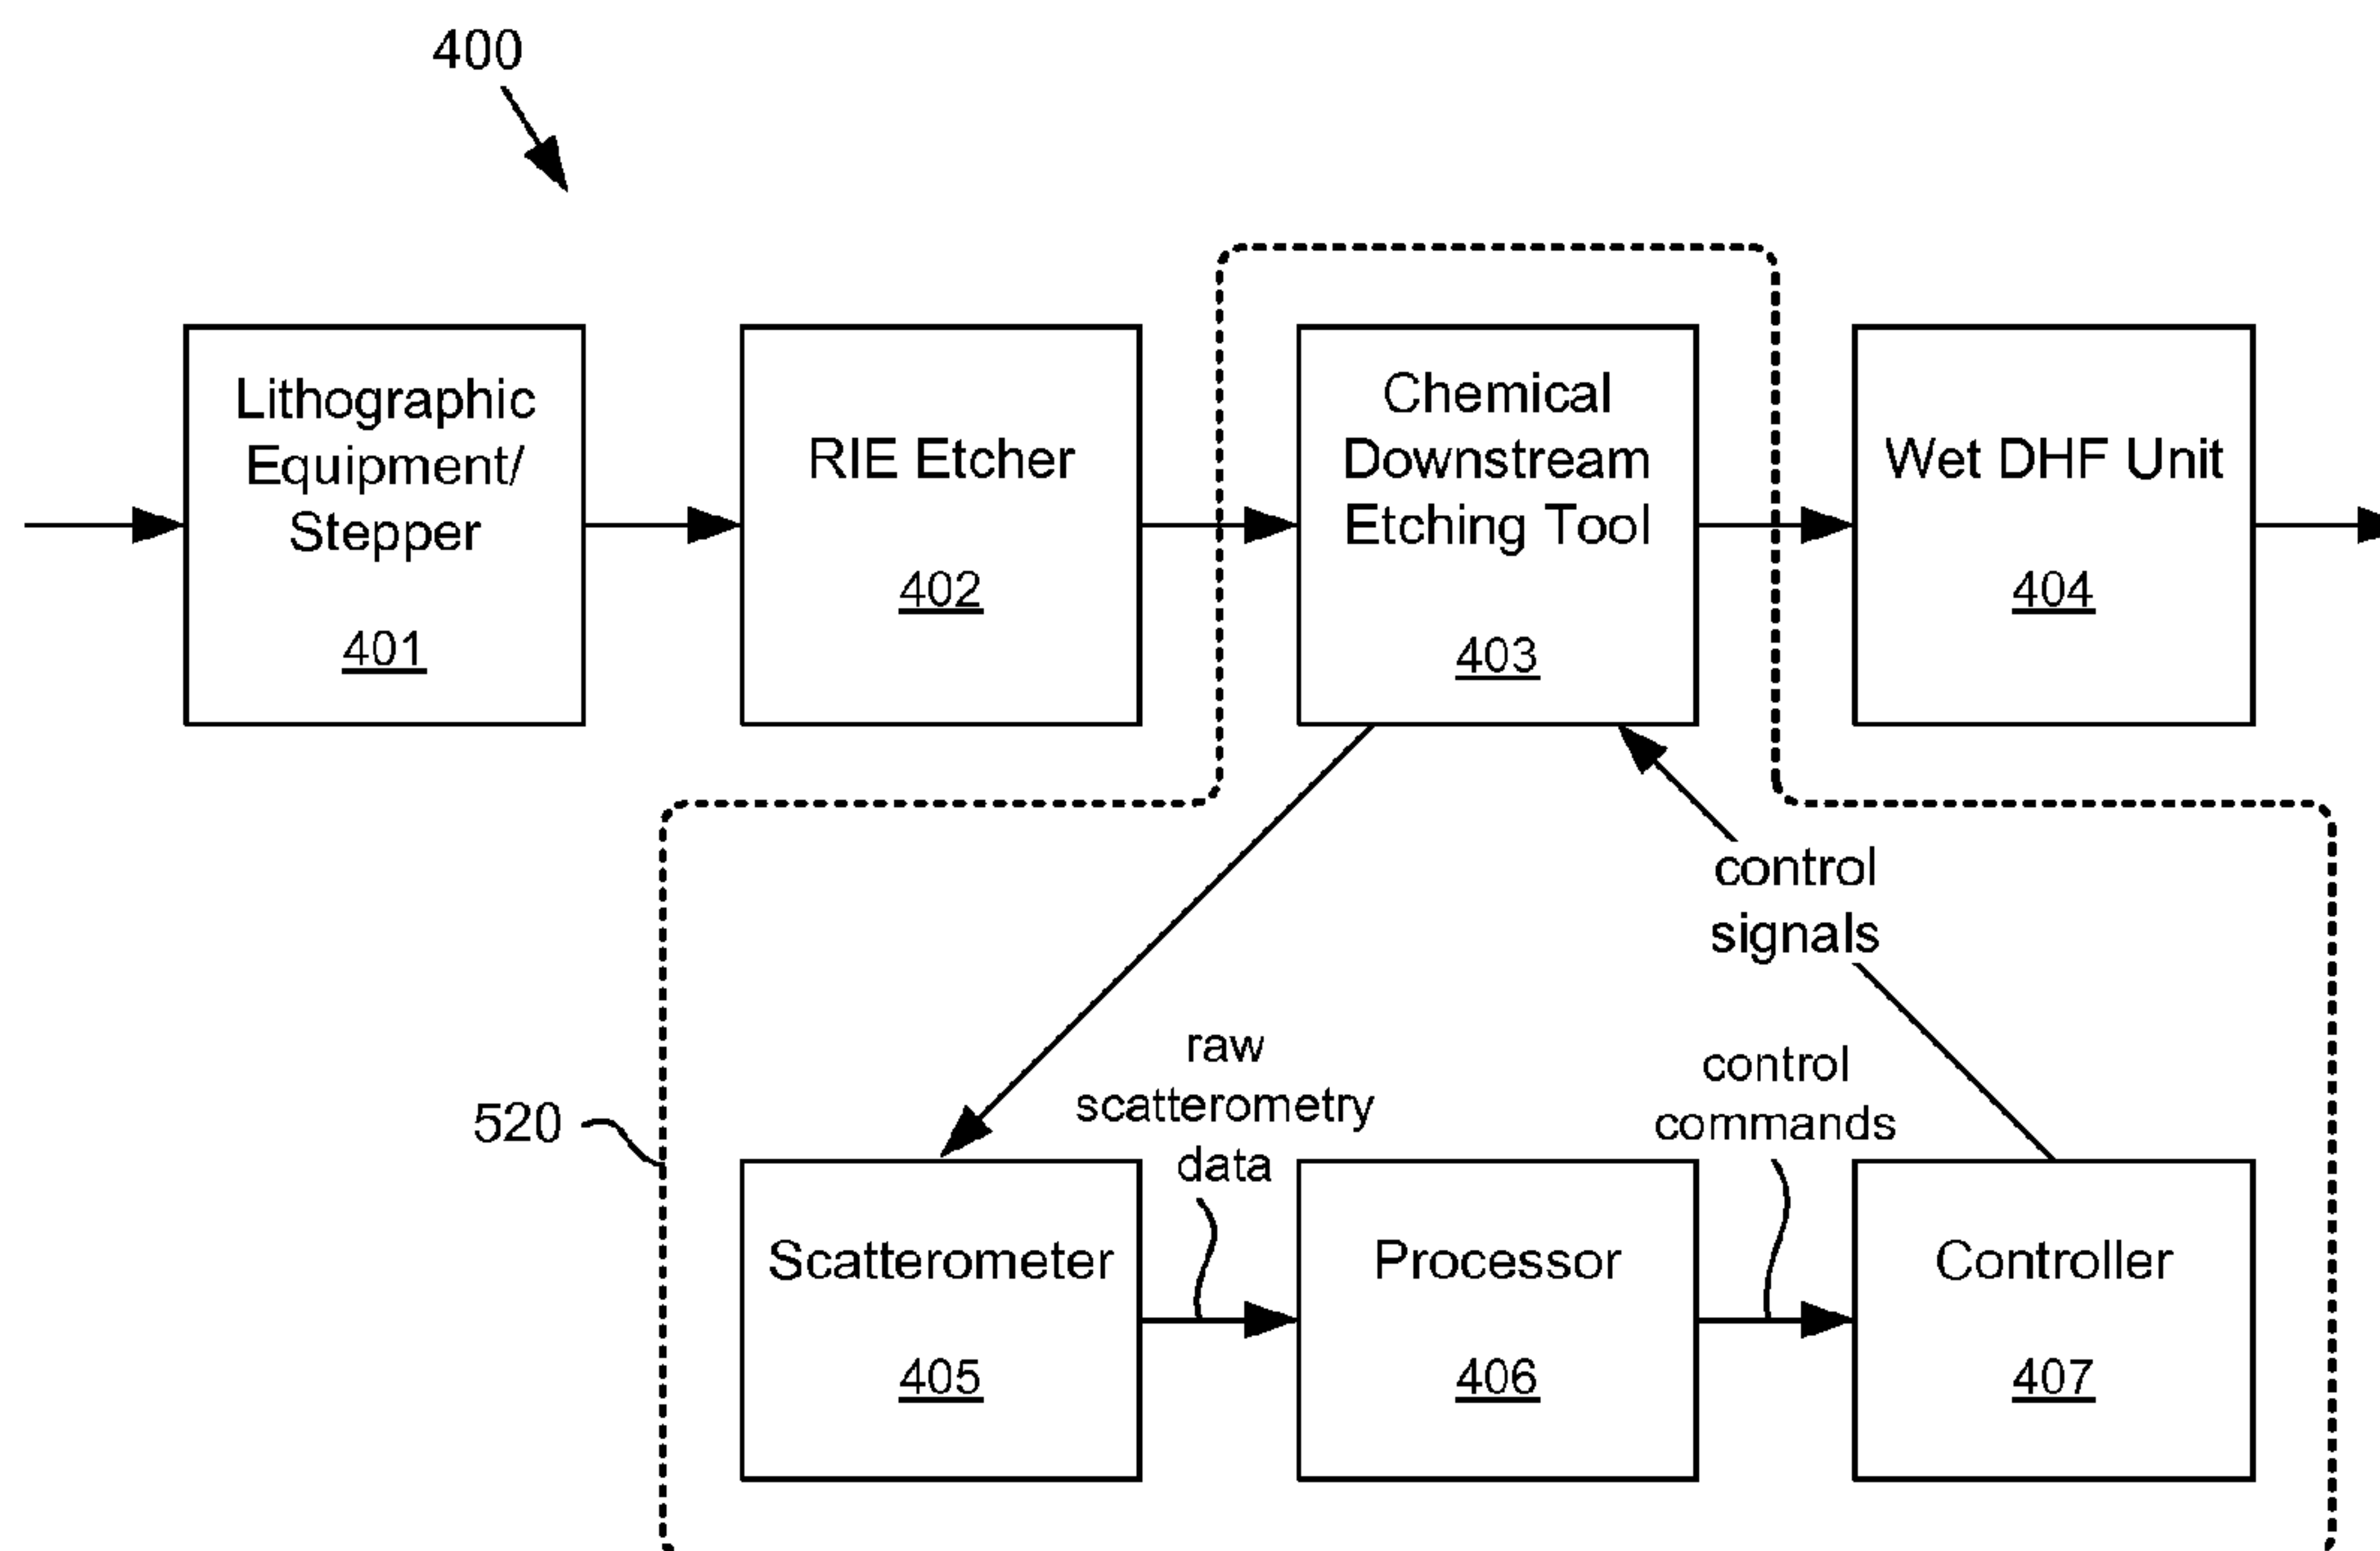 400
Lithographic
Equipment/
Stepper
401
RIE Etcher
402
Chemical
Downstream
Etching Tool
403
Wet DHF Unit
404
control
signals
raw
scatterometry
data
control
commands
520
Scatterometer
405
Processor
406
Controller
407